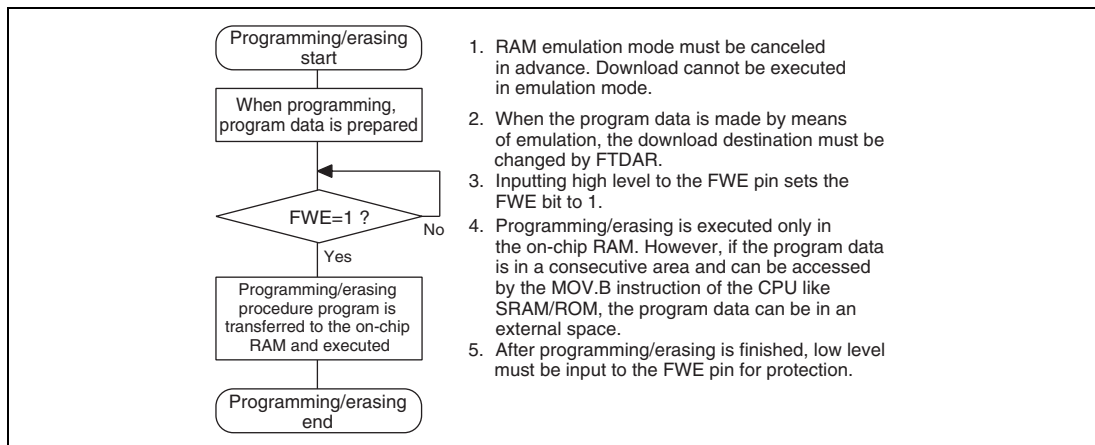 Programming/erasing
start
When programming,
program data is prepared
FWE=1 ?
No
Yes
Programming/erasing
procedure program is
transferred to the on-chip
RAM and executed
Programming/erasing
end
1. RAM emulation mode must be canceled
in advance. Download cannot be executed
in emulation mode.
2. When the program data is made by means
of emulation, the download destination must be
changed by FTDAR.
3. Inputting high level to the FWE pin sets the
FWE bit to 1.
4. Programming/erasing is executed only in
the on-chip RAM. However, if the program data
is in a consecutive area and can be accessed
by the MOV.B instruction of the CPU like
SRAM/ROM, the program data can be in an
external space.
5. After programming/erasing is finished, low level
must be input to the FWE pin for protection.